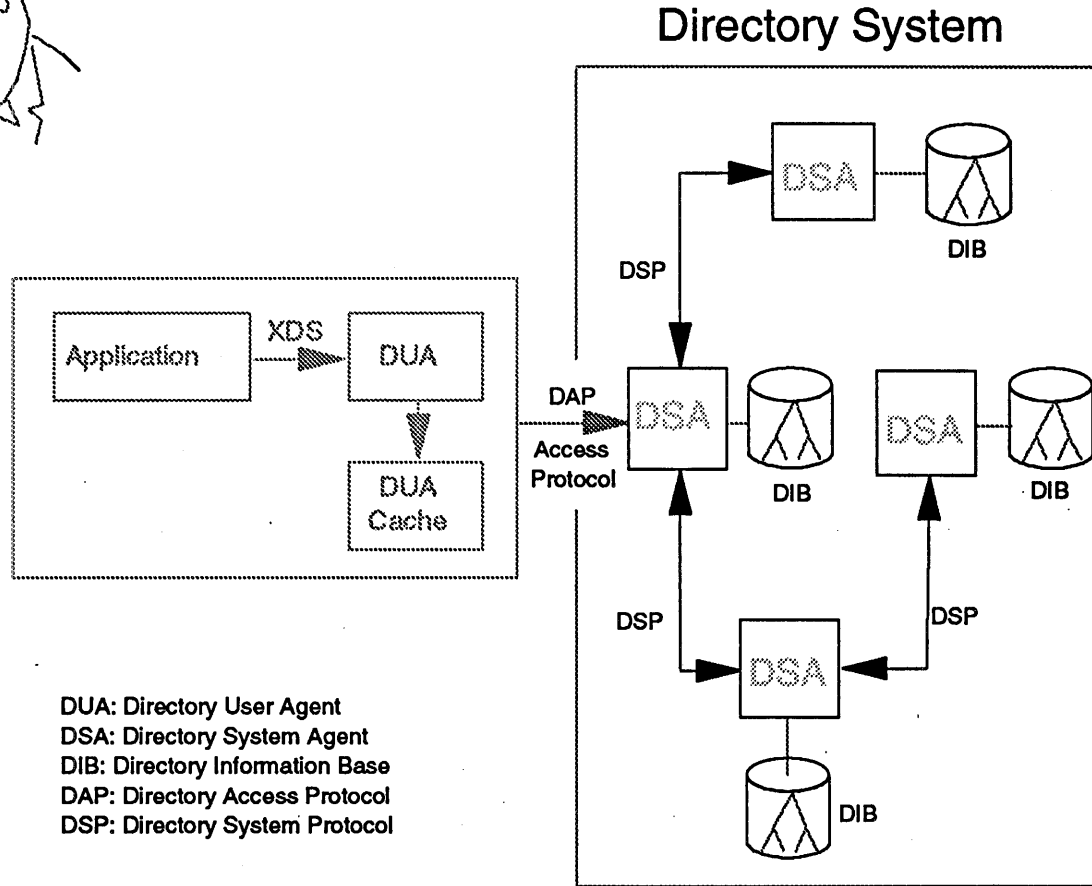 Directory System
DSA
DIB
DSP
Application
XDS
DUA
DUA
Cache
DAP
Access
Protocol
DSA
DIB
DSA
DIB
DSP
DSP
DSA
DIB
DUA: Directory User Agent
DSA: Directory System Agent
DIB: Directory Information Base
DAP: Directory Access Protocol
DSP: Directory System Protocol